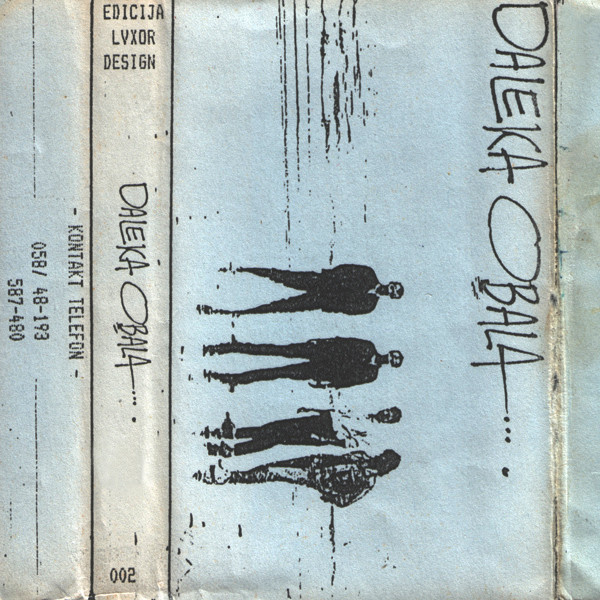 EDICIJA
LVXOR
DESIGN
DALEKA OBALA....
002
- KONTAKT TELEFON -
058/ 48-193
587-480
DALEKA OBALA....